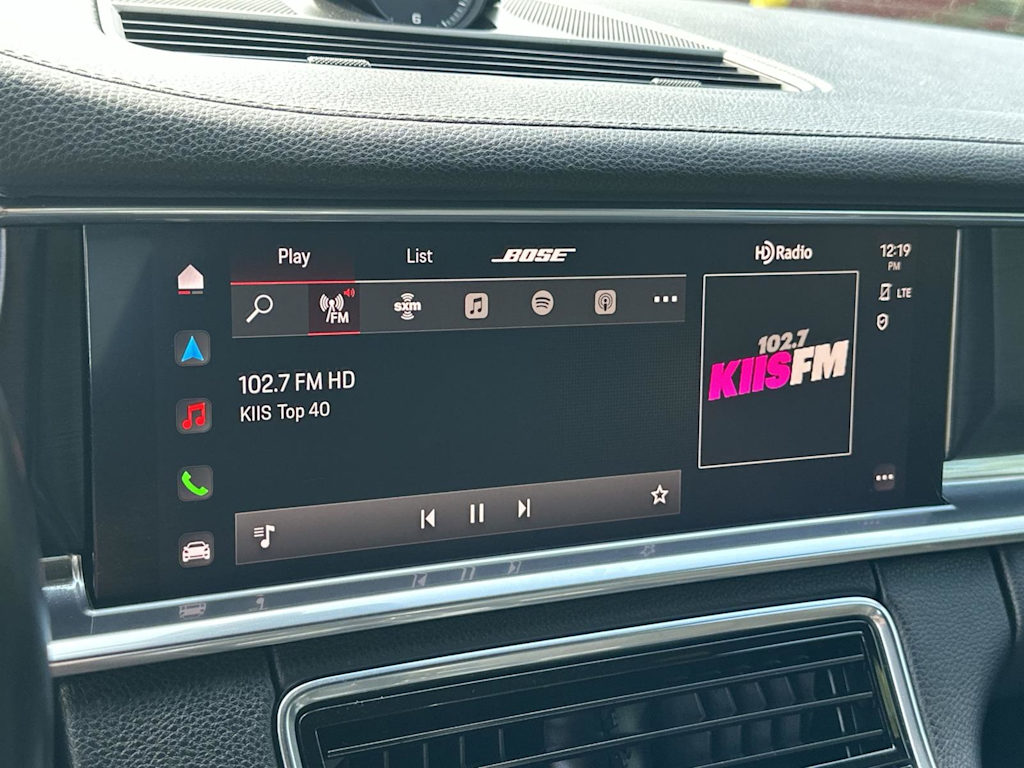 6
Play
List
BOSE
HD Radio
12:19
PM
FM
sxm
LTE
102.7
KIISFM
102.7 FM HD
KIIS Top 40